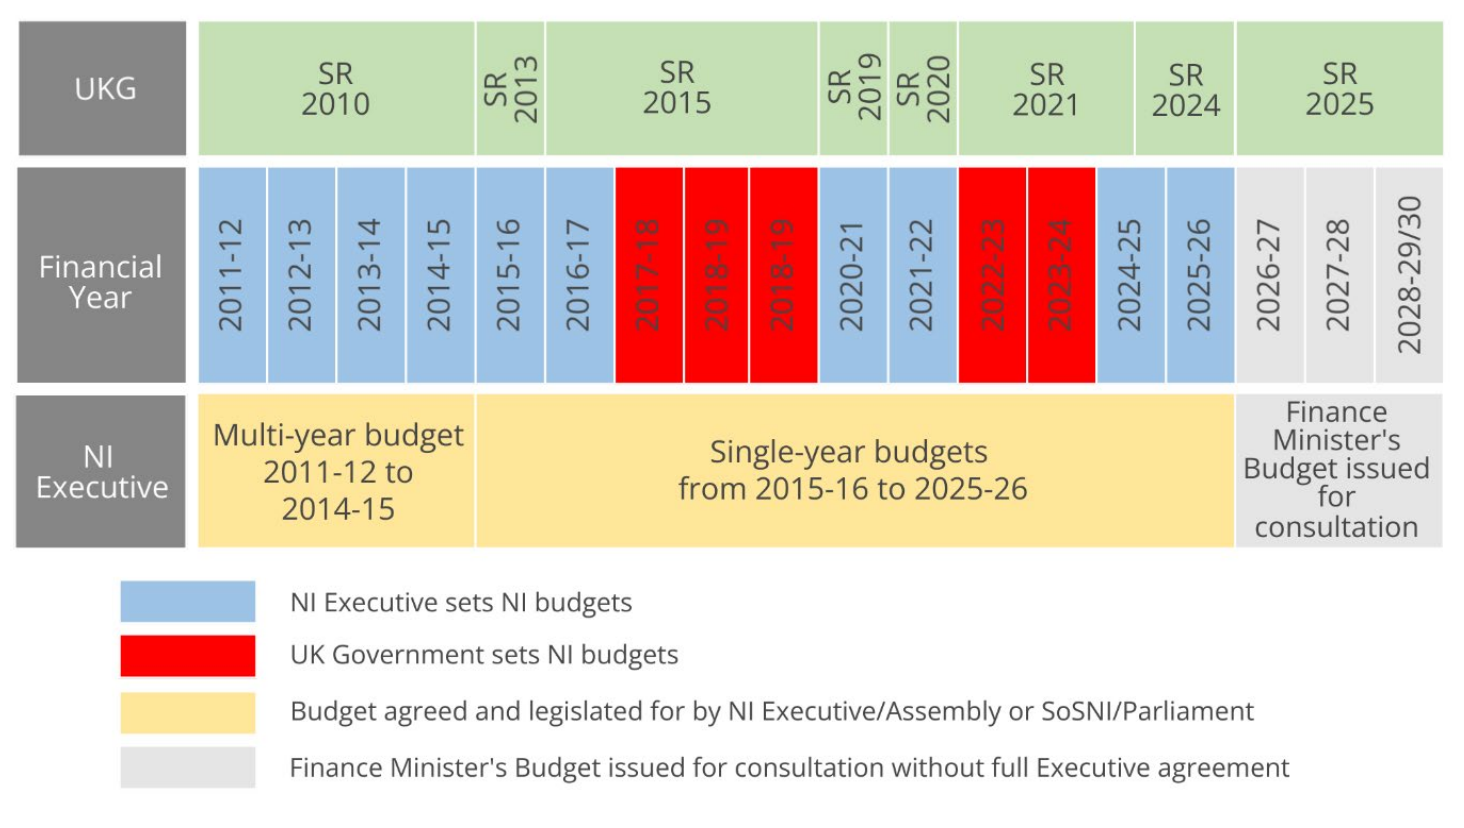 UKG
SR
2010
SR
2013
SR
2015
SR
2019
SR
2020
SR
2021
SR
2024
SR
2025
Financial
Year
2011-12
2012-13
2013-14
2014-15
2015-16
2016-17
2017-18
2018-19
2018-19
2020-21
2021-22
2022-23
2023-24
2024-25
2025-26
2026-27
2027-28
2028-29/30
NI
Executive
Multi-year budget
2011-12 to
2014-15
Single-year budgets
from 2015-16 to 2025-26
Finance
Minister's
Budget issued
for
consultation
NI Executive sets NI budgets
UK Government sets NI budgets
Budget agreed and legislated for by NI Executive/Assembly or SoSNI/Parliament
Finance Minister's Budget issued for consultation without full Executive agreement